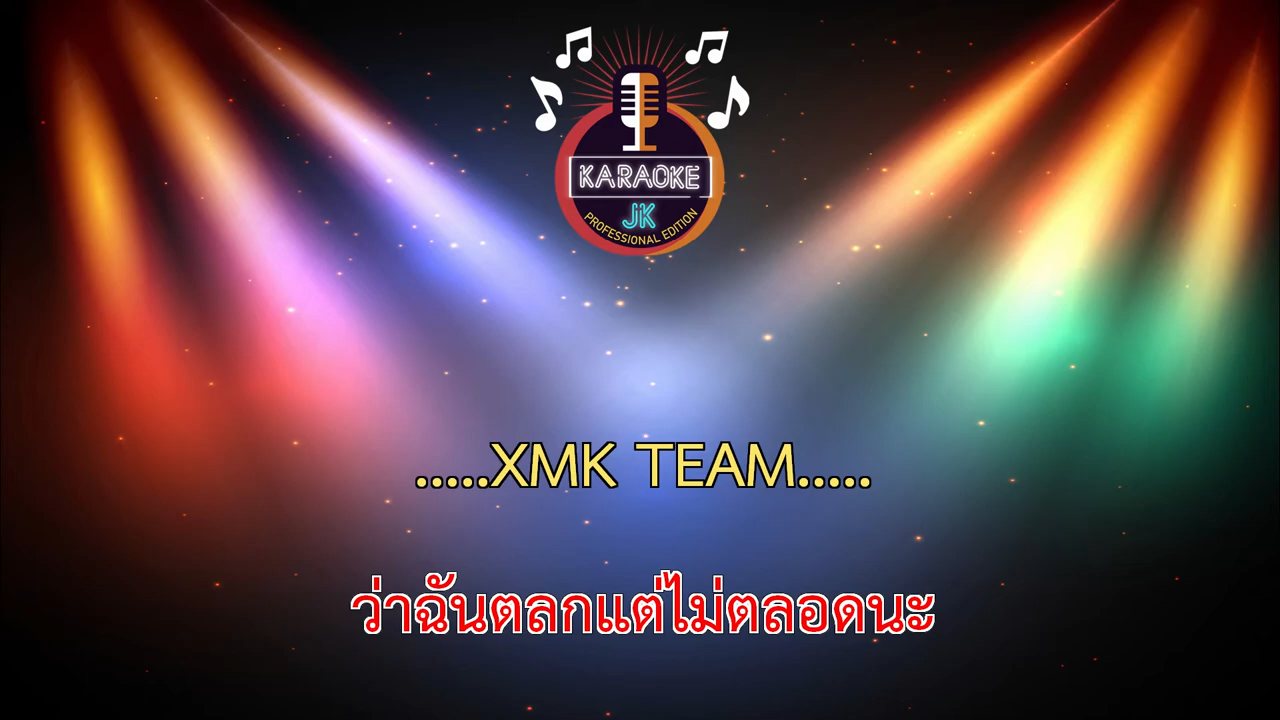 KARAOKE
JK
PROFESSIONAL EDITION
.....XMK TEAM.....
ว่าฉันตลกแต่ไม่ตลอดนะ